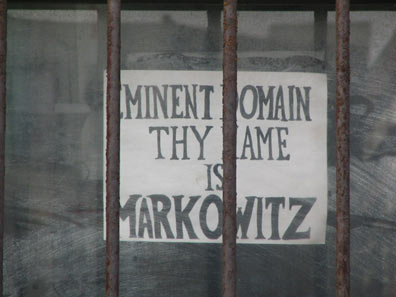 EMINENT DOMAIN
THY NAME
IS
MARKOWITZ